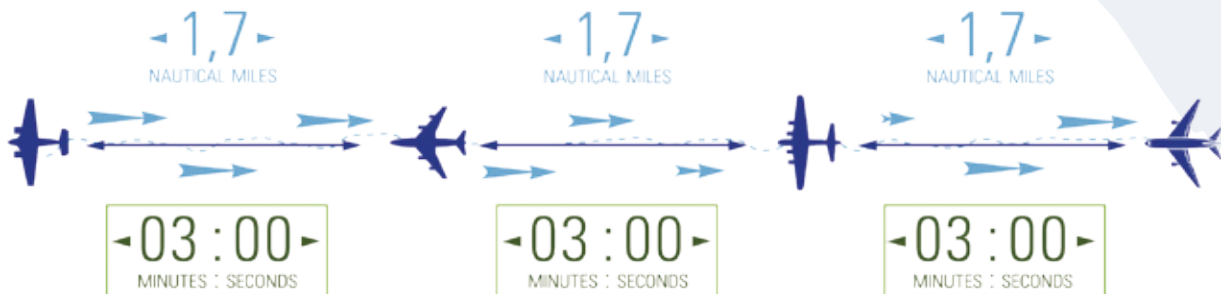 1,7
NAUTICAL MILES
1,7
NAUTICAL MILES
1,7
NAUTICAL MILES
03 : 00
MINUTES : SECONDS
03 : 00
MINUTES : SECONDS
03 : 00
MINUTES : SECONDS